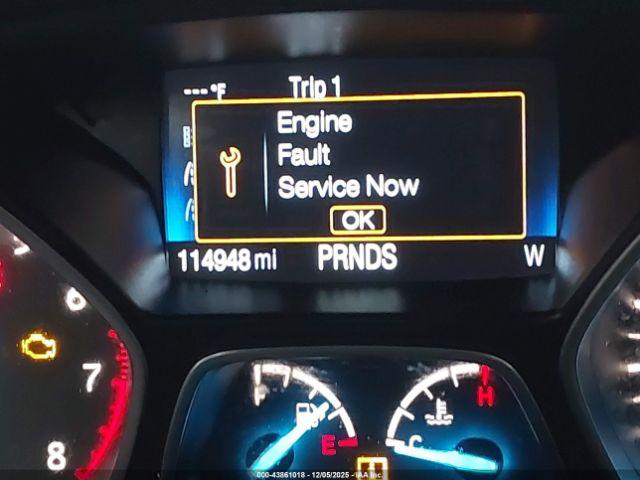 ---°F Trip 1
Engine
Fault
Service Now
OK
114948 mi PRNDS W
6
7
8
F
E
C
H
000-43861018 - 12/05/2025 - IAA Inc.